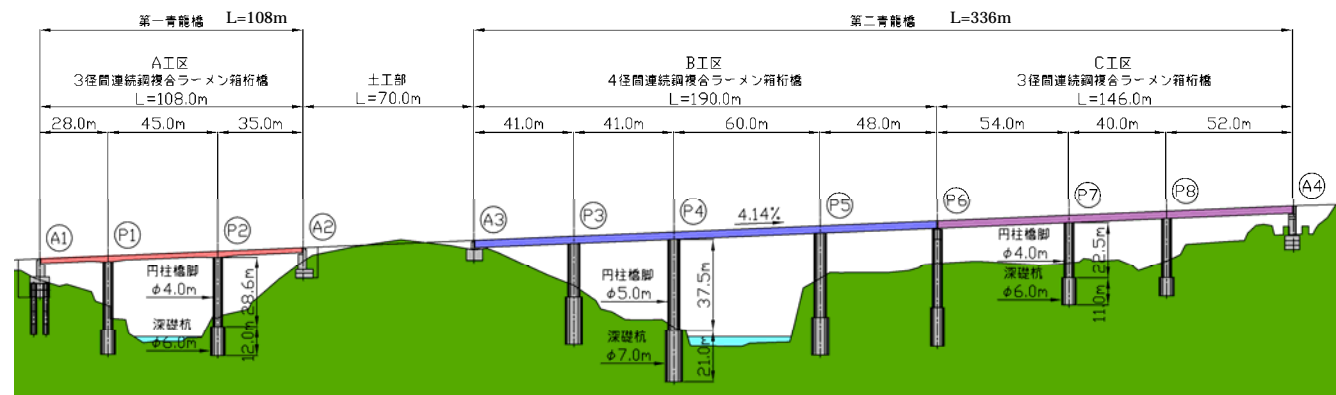 第一青龍橋 L=108m
第二青龍橋 L=336m
A工区
3径間連続鋼複合ラーメン箱桁橋
L=108.0m
土工部
L=70.0m
B工区
4径間連続鋼複合ラーメン箱桁橋
L=190.0m
C工区
3径間連続鋼複合ラーメン箱桁橋
L=146.0m
28.0m 45.0m 35.0m
41.0m 41.0m 60.0m 48.0m 54.0m 40.0m 52.0m
A1 P1 P2 A2 A3 P3 P4 P5 P6 P7 P8 A4
4.14%
円柱橋脚
φ4.0m
28.6m
深礎杭
φ6.0m
12.0m
円柱橋脚
φ5.0m
37.5m
深礎杭
φ7.0m
21.0m
円柱橋脚
φ4.0m
22.5m
深礎杭
φ6.0m
11.0m